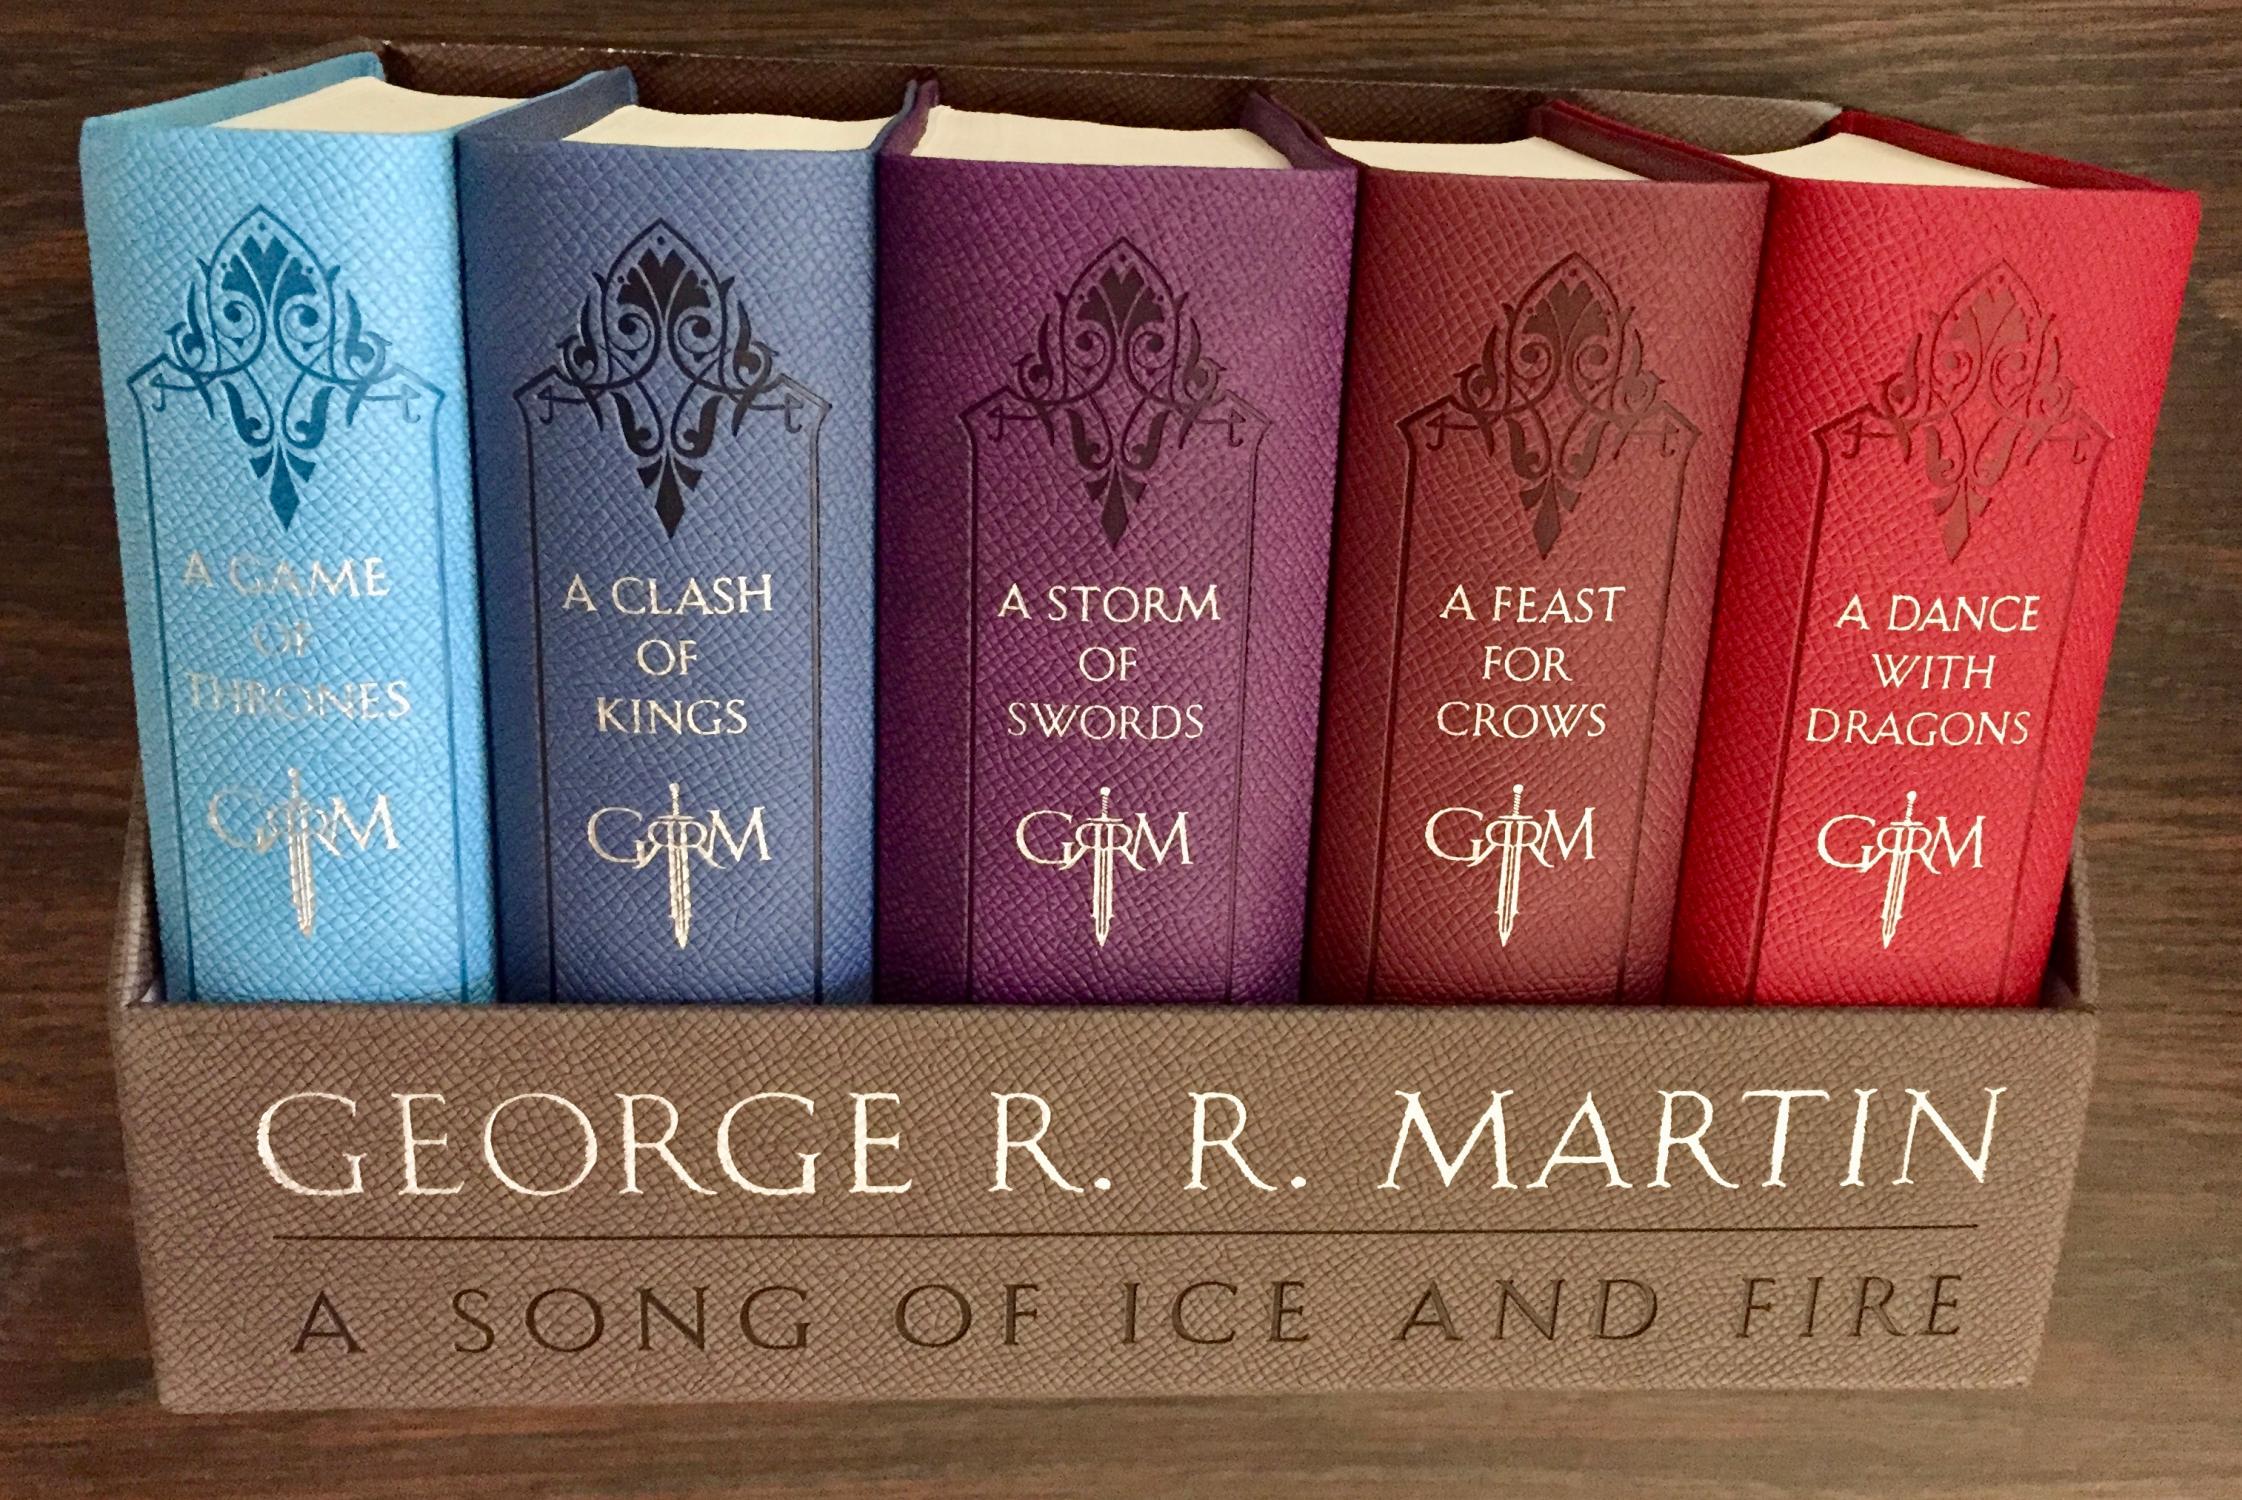 A GAME
OF
THRONES
GRRM
A CLASH
OF
KINGS
GRRM
A STORM
OF
SWORDS
GRRM
A FEAST
FOR
CROWS
GRRM
A DANCE
WITH
DRAGONS
GRRM
GEORGE R. R. MARTIN
A SONG OF ICE AND FIRE